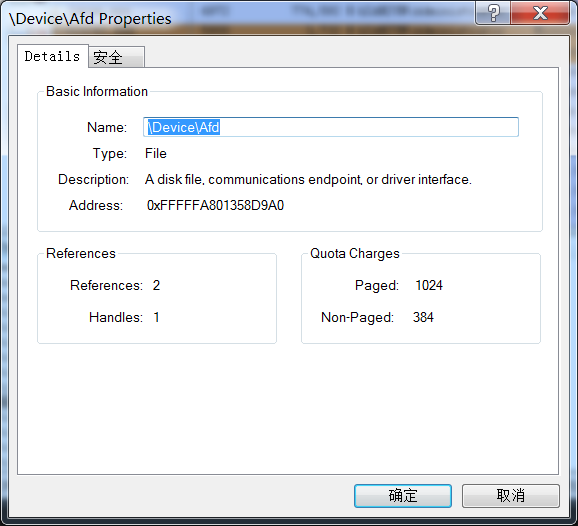 \Device\Afd Properties
Details 安全
Basic Information
Name: \Device\Afd
Type: File
Description: A disk file, communications endpoint, or driver interface.
Address: 0xFFFFFA801358D9A0
References Quota Charges
References: 2 Paged: 1024
Handles: 1 Non-Paged: 384
确定 取消